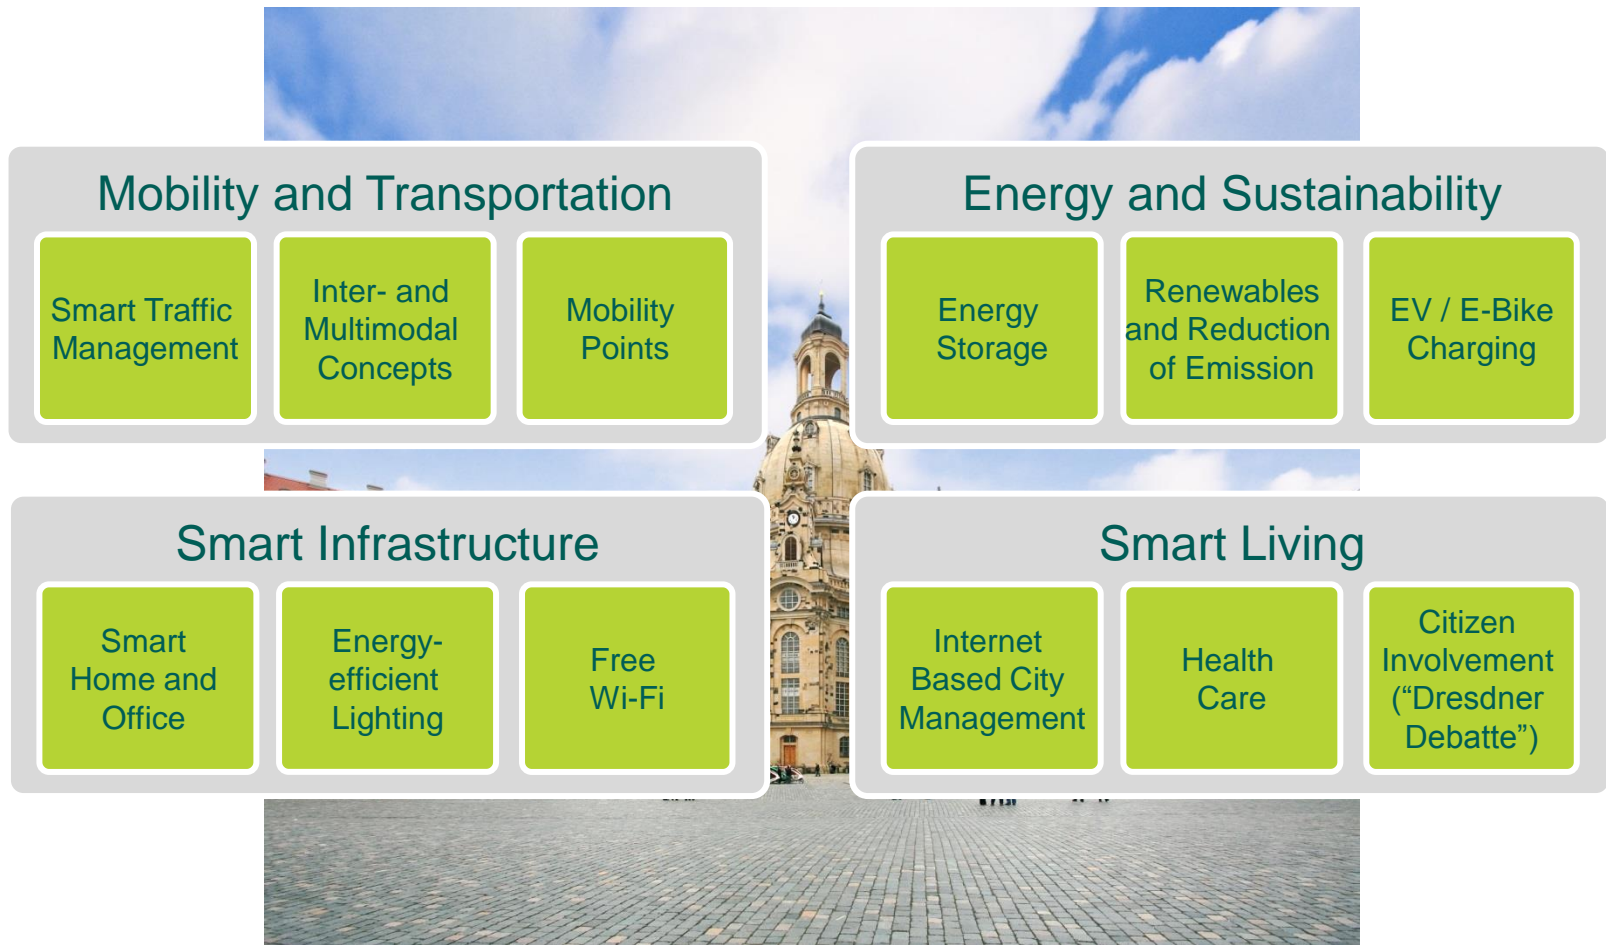 Mobility and Transportation
Smart Traffic
Management
Inter- and
Multimodal
Concepts
Mobility
Points
Energy and Sustainability
Energy
Storage
Renewables
and Reduction
of Emission
EV / E-Bike
Charging
Smart Infrastructure
Smart
Home and
Office
Energy-
efficient
Lighting
Free
Wi-Fi
Smart Living
Internet
Based City
Management
Health
Care
Citizen
Involvement
(“Dresdner
Debatte”)